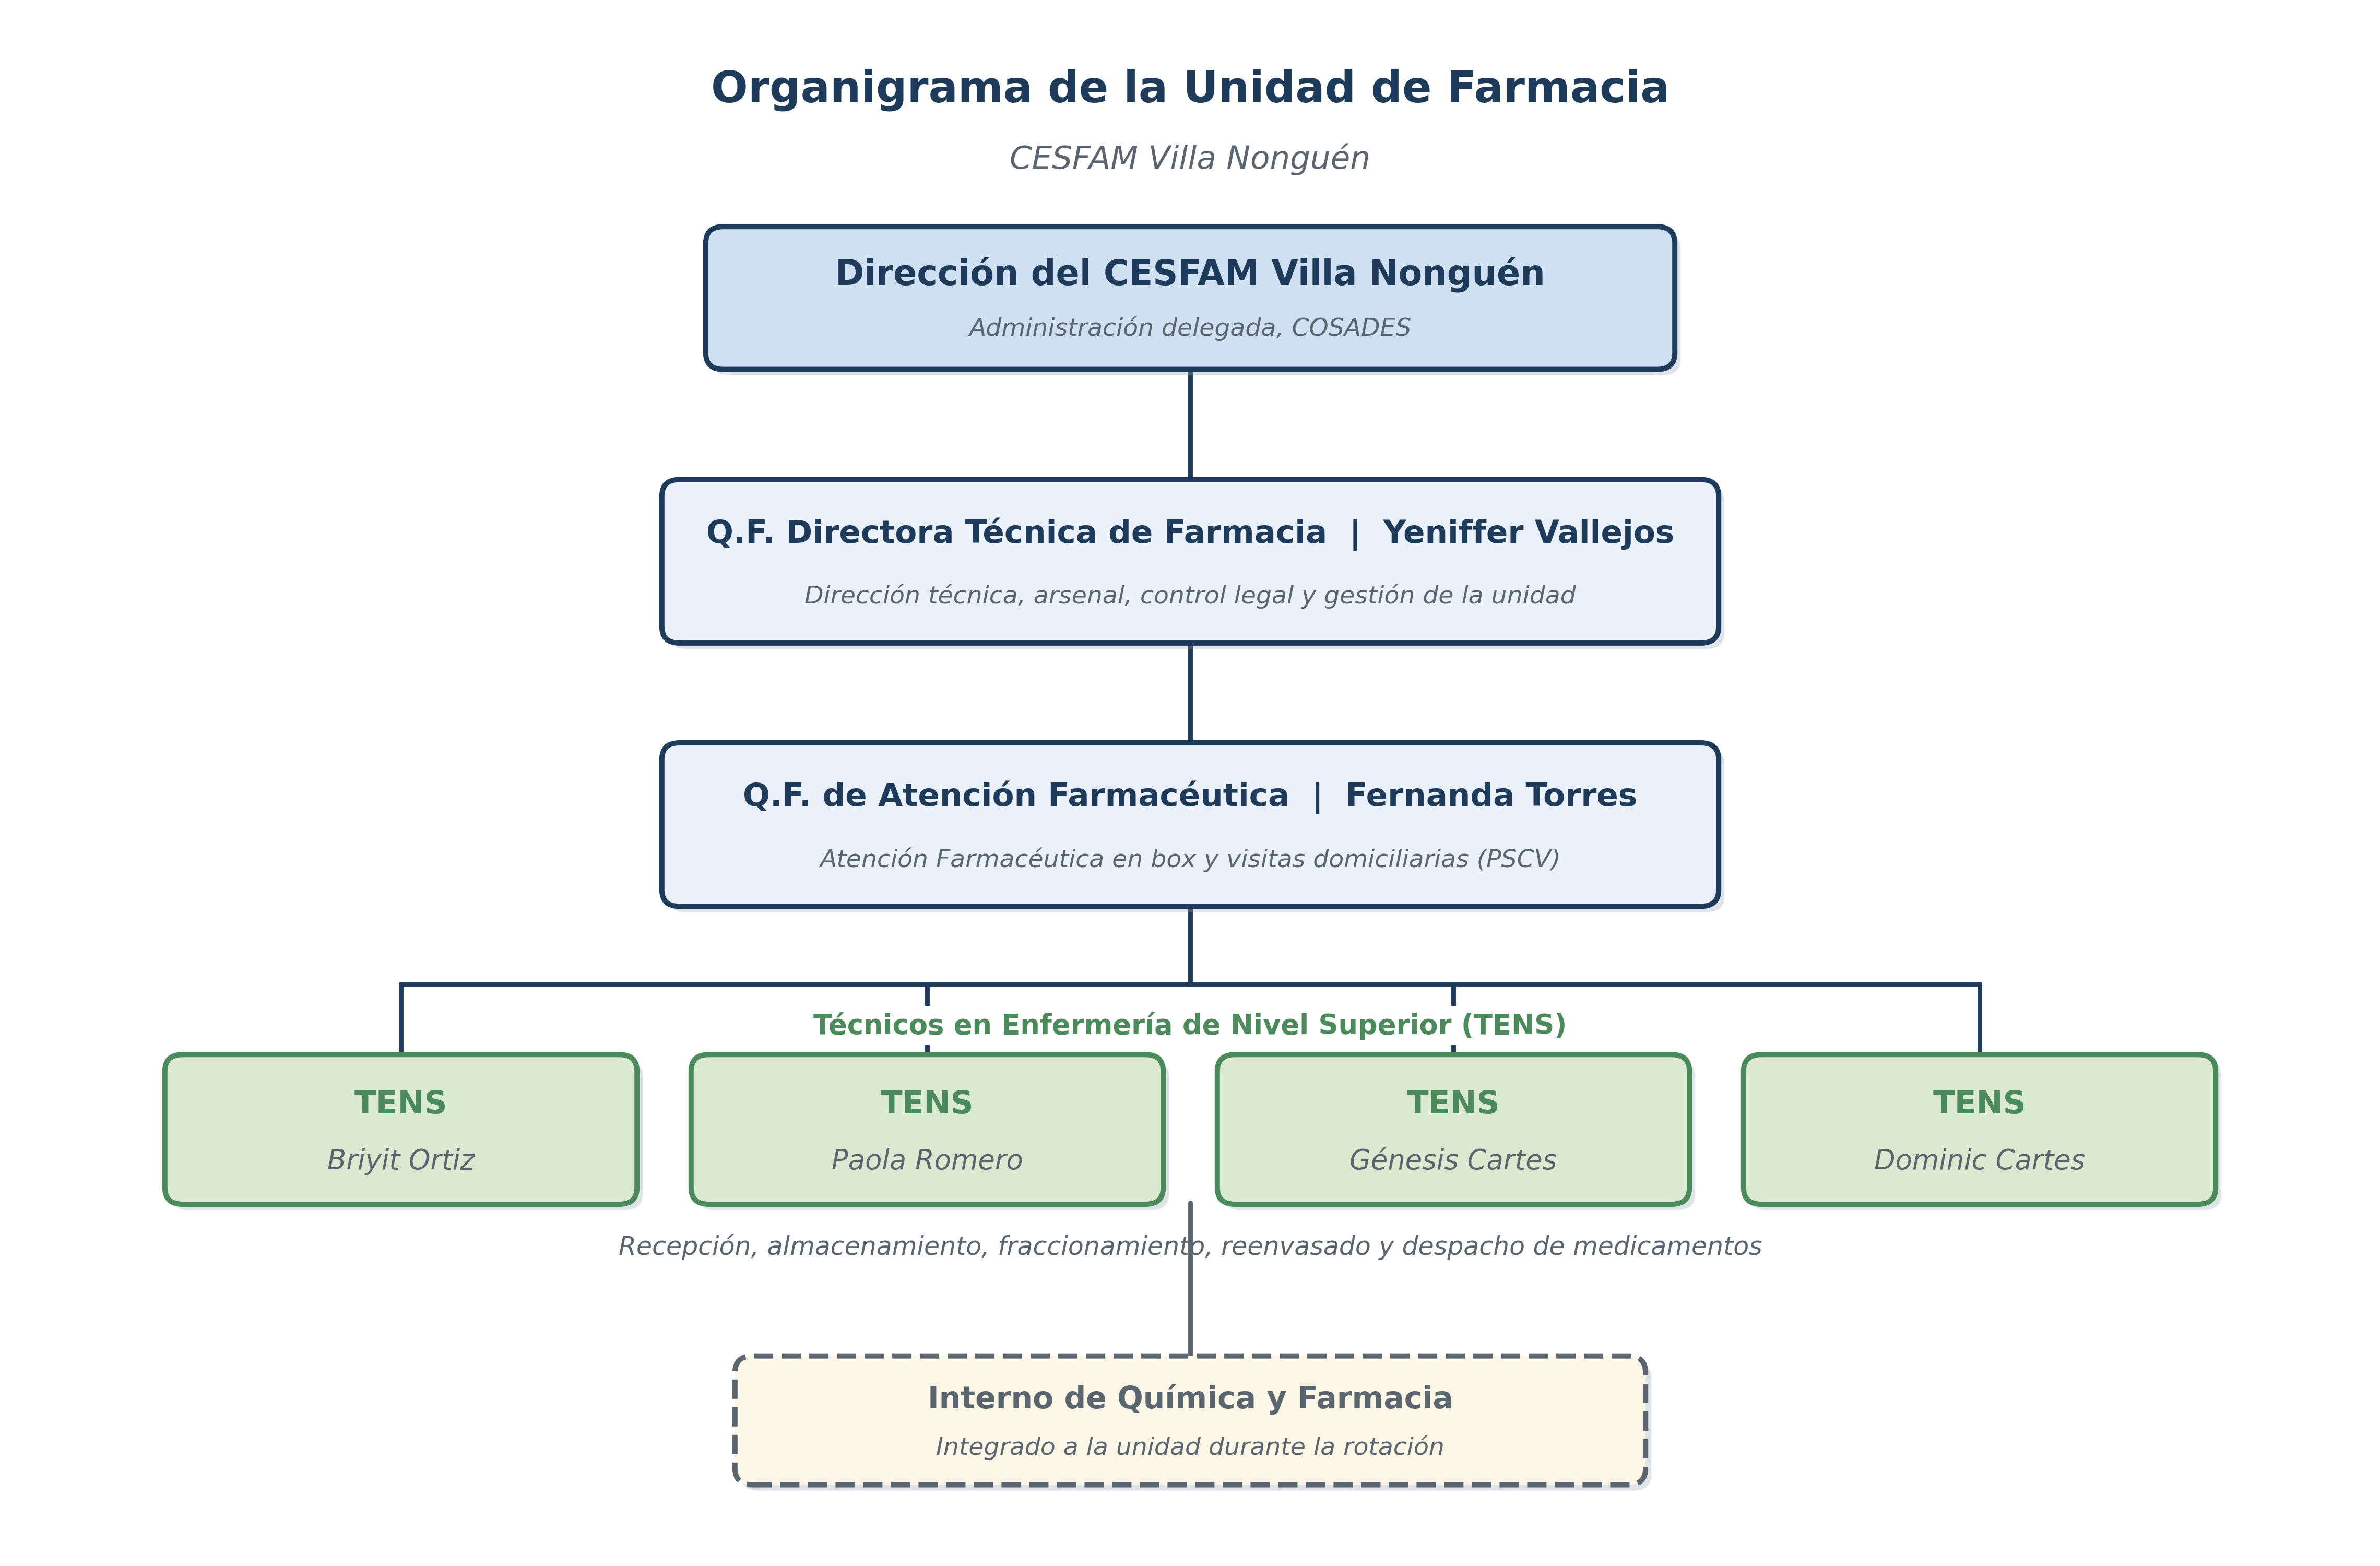 Organigrama de la Unidad de Farmacia
CESFAM Villa Nonguén
Dirección del CESFAM Villa Nonguén
Administración delegada, COSADES
Q.F. Directora Técnica de Farmacia | Yeniffer Vallejos
Dirección técnica, arsenal, control legal y gestión de la unidad
Q.F. de Atención Farmacéutica | Fernanda Torres
Atención Farmacéutica en box y visitas domiciliarias (PSCV)
Técnicos en Enfermería de Nivel Superior (TENS)
TENS
Briyit Ortiz
TENS
Paola Romero
TENS
Génesis Cartes
TENS
Dominic Cartes
Recepción, almacenamiento, fraccionamiento, reenvasado y despacho de medicamentos
Interno de Química y Farmacia
Integrado a la unidad durante la rotación